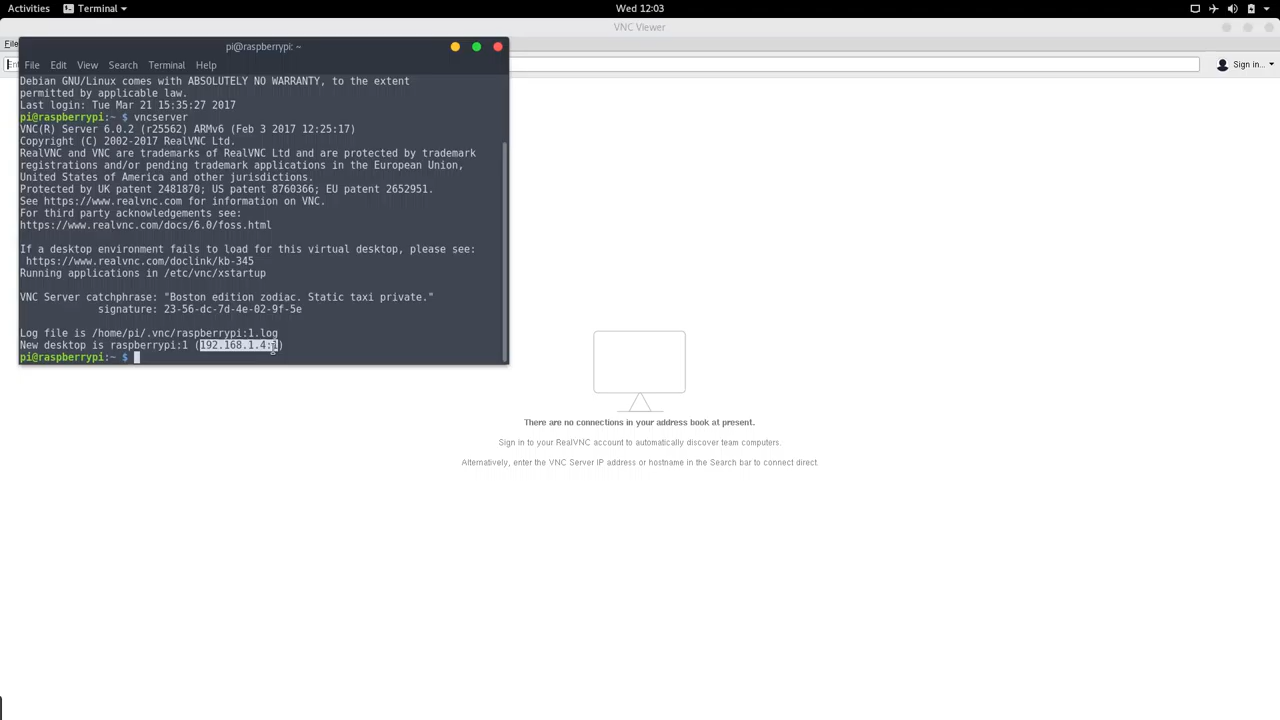 Activities Terminal Wed 12:03
VNC Viewer
File
pi@raspberrypi: ~
Sign in...
File Edit View Search Terminal Help
Debian GNU/Linux comes with ABSOLUTELY NO WARRANTY, to the extent
permitted by applicable law.
Last login: Tue Mar 21 15:35:27 2017
pi@raspberrypi:~ $ vncserver
VNC(R) Server 6.0.2 (r25562) ARMv6 (Feb 3 2017 12:25:17)
Copyright (C) 2002-2017 RealVNC Ltd.
RealVNC and VNC are trademarks of RealVNC Ltd and are protected by trademark
registrations and/or pending trademark applications in the European Union,
United States of America and other jurisdictions.
Protected by UK patent 2481870; US patent 8760366; EU patent 2652951.
See https://www.realvnc.com for information on VNC.
For third party acknowledgements see:
https://www.realvnc.com/docs/6.0/foss.html
If a desktop environment fails to load for this virtual desktop, please see:
https://www.realvnc.com/doclink/kb-345
Running applications in /etc/vnc/xstartup
VNC Server catchphrase: "Boston edition zodiac. Static taxi private."
signature: 23-56-dc-7d-4e-02-9f-5e
Log file is /home/pi/.vnc/raspberrypi:1.log
New desktop is raspberrypi:1 (192.168.1.4:1)
pi@raspberrypi:~ $
There are no connections in your address book at present.
Sign in to your RealVNC account to automatically discover team computers.
Alternatively, enter the VNC Server IP address or hostname in the Search bar to connect direct.